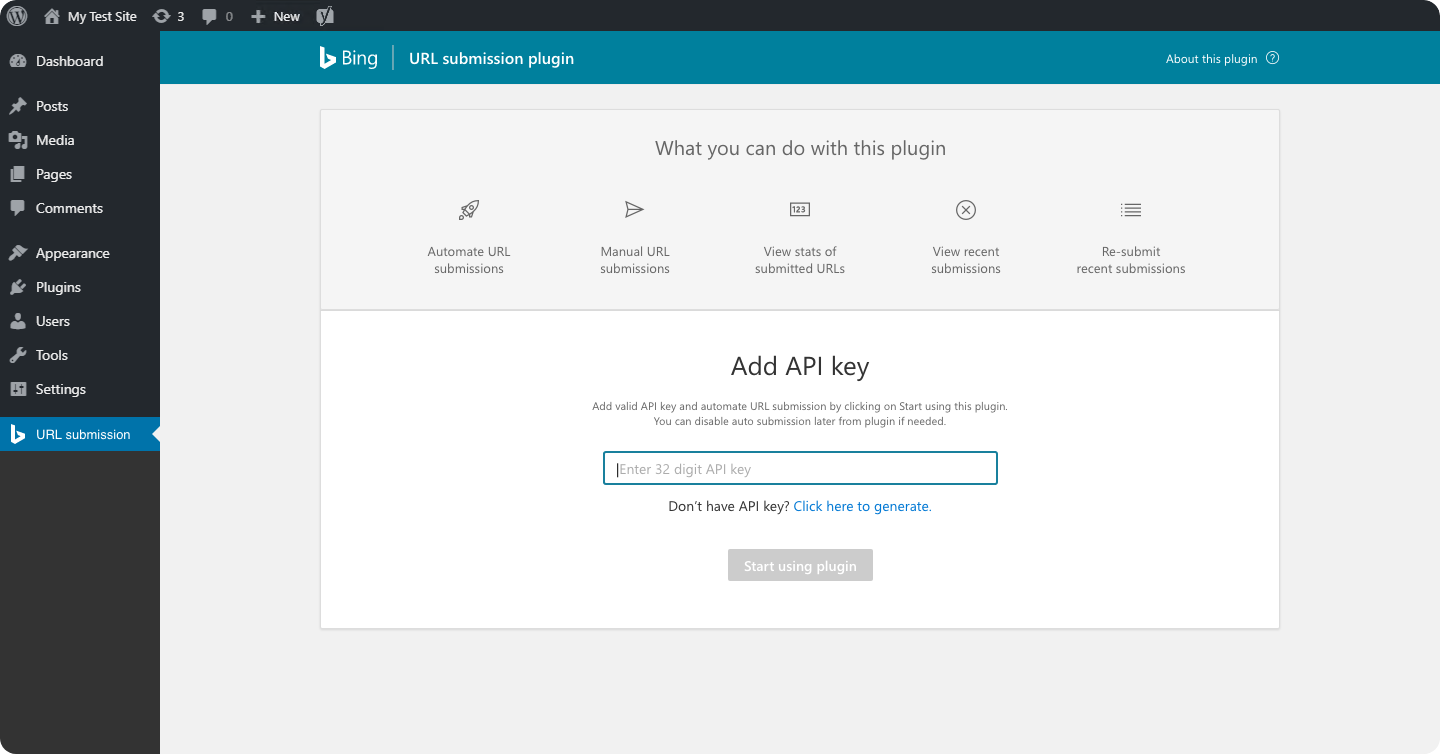 My Test Site 3 0 New
Bing URL submission plugin About this plugin ?
Dashboard
Posts
Media
Pages
Comments
Appearance
Plugins
Users
Tools
Settings
URL submission
What you can do with this plugin
123
Automate URL
submissions
Manual URL
submissions
View stats of
submitted URLs
View recent
submissions
Re-submit
recent submissions
Add API key
Add valid API key and automate URL submission by clicking on Start using this plugin.
You can disable auto submission later from plugin if needed.
Enter 32 digit API key
Don't have API key? Click here to generate.
Start using plugin